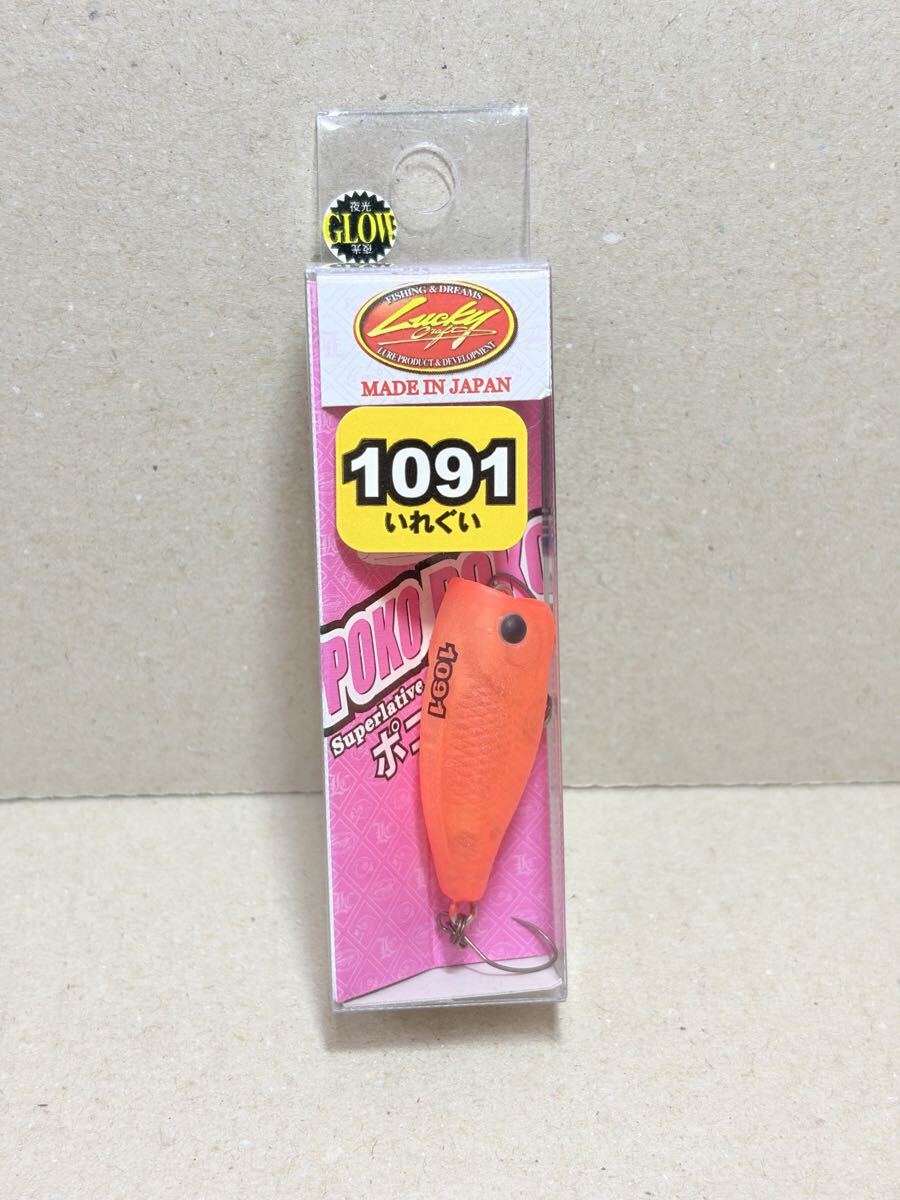 夜光
GLOW
夜光
FISHING & DREAMS
Lucky
Craft
LURE PRODUCT & DEVELOPMENT
MADE IN JAPAN
1091
いれぐい
POKO POKO
Superlative
ポコ
1091